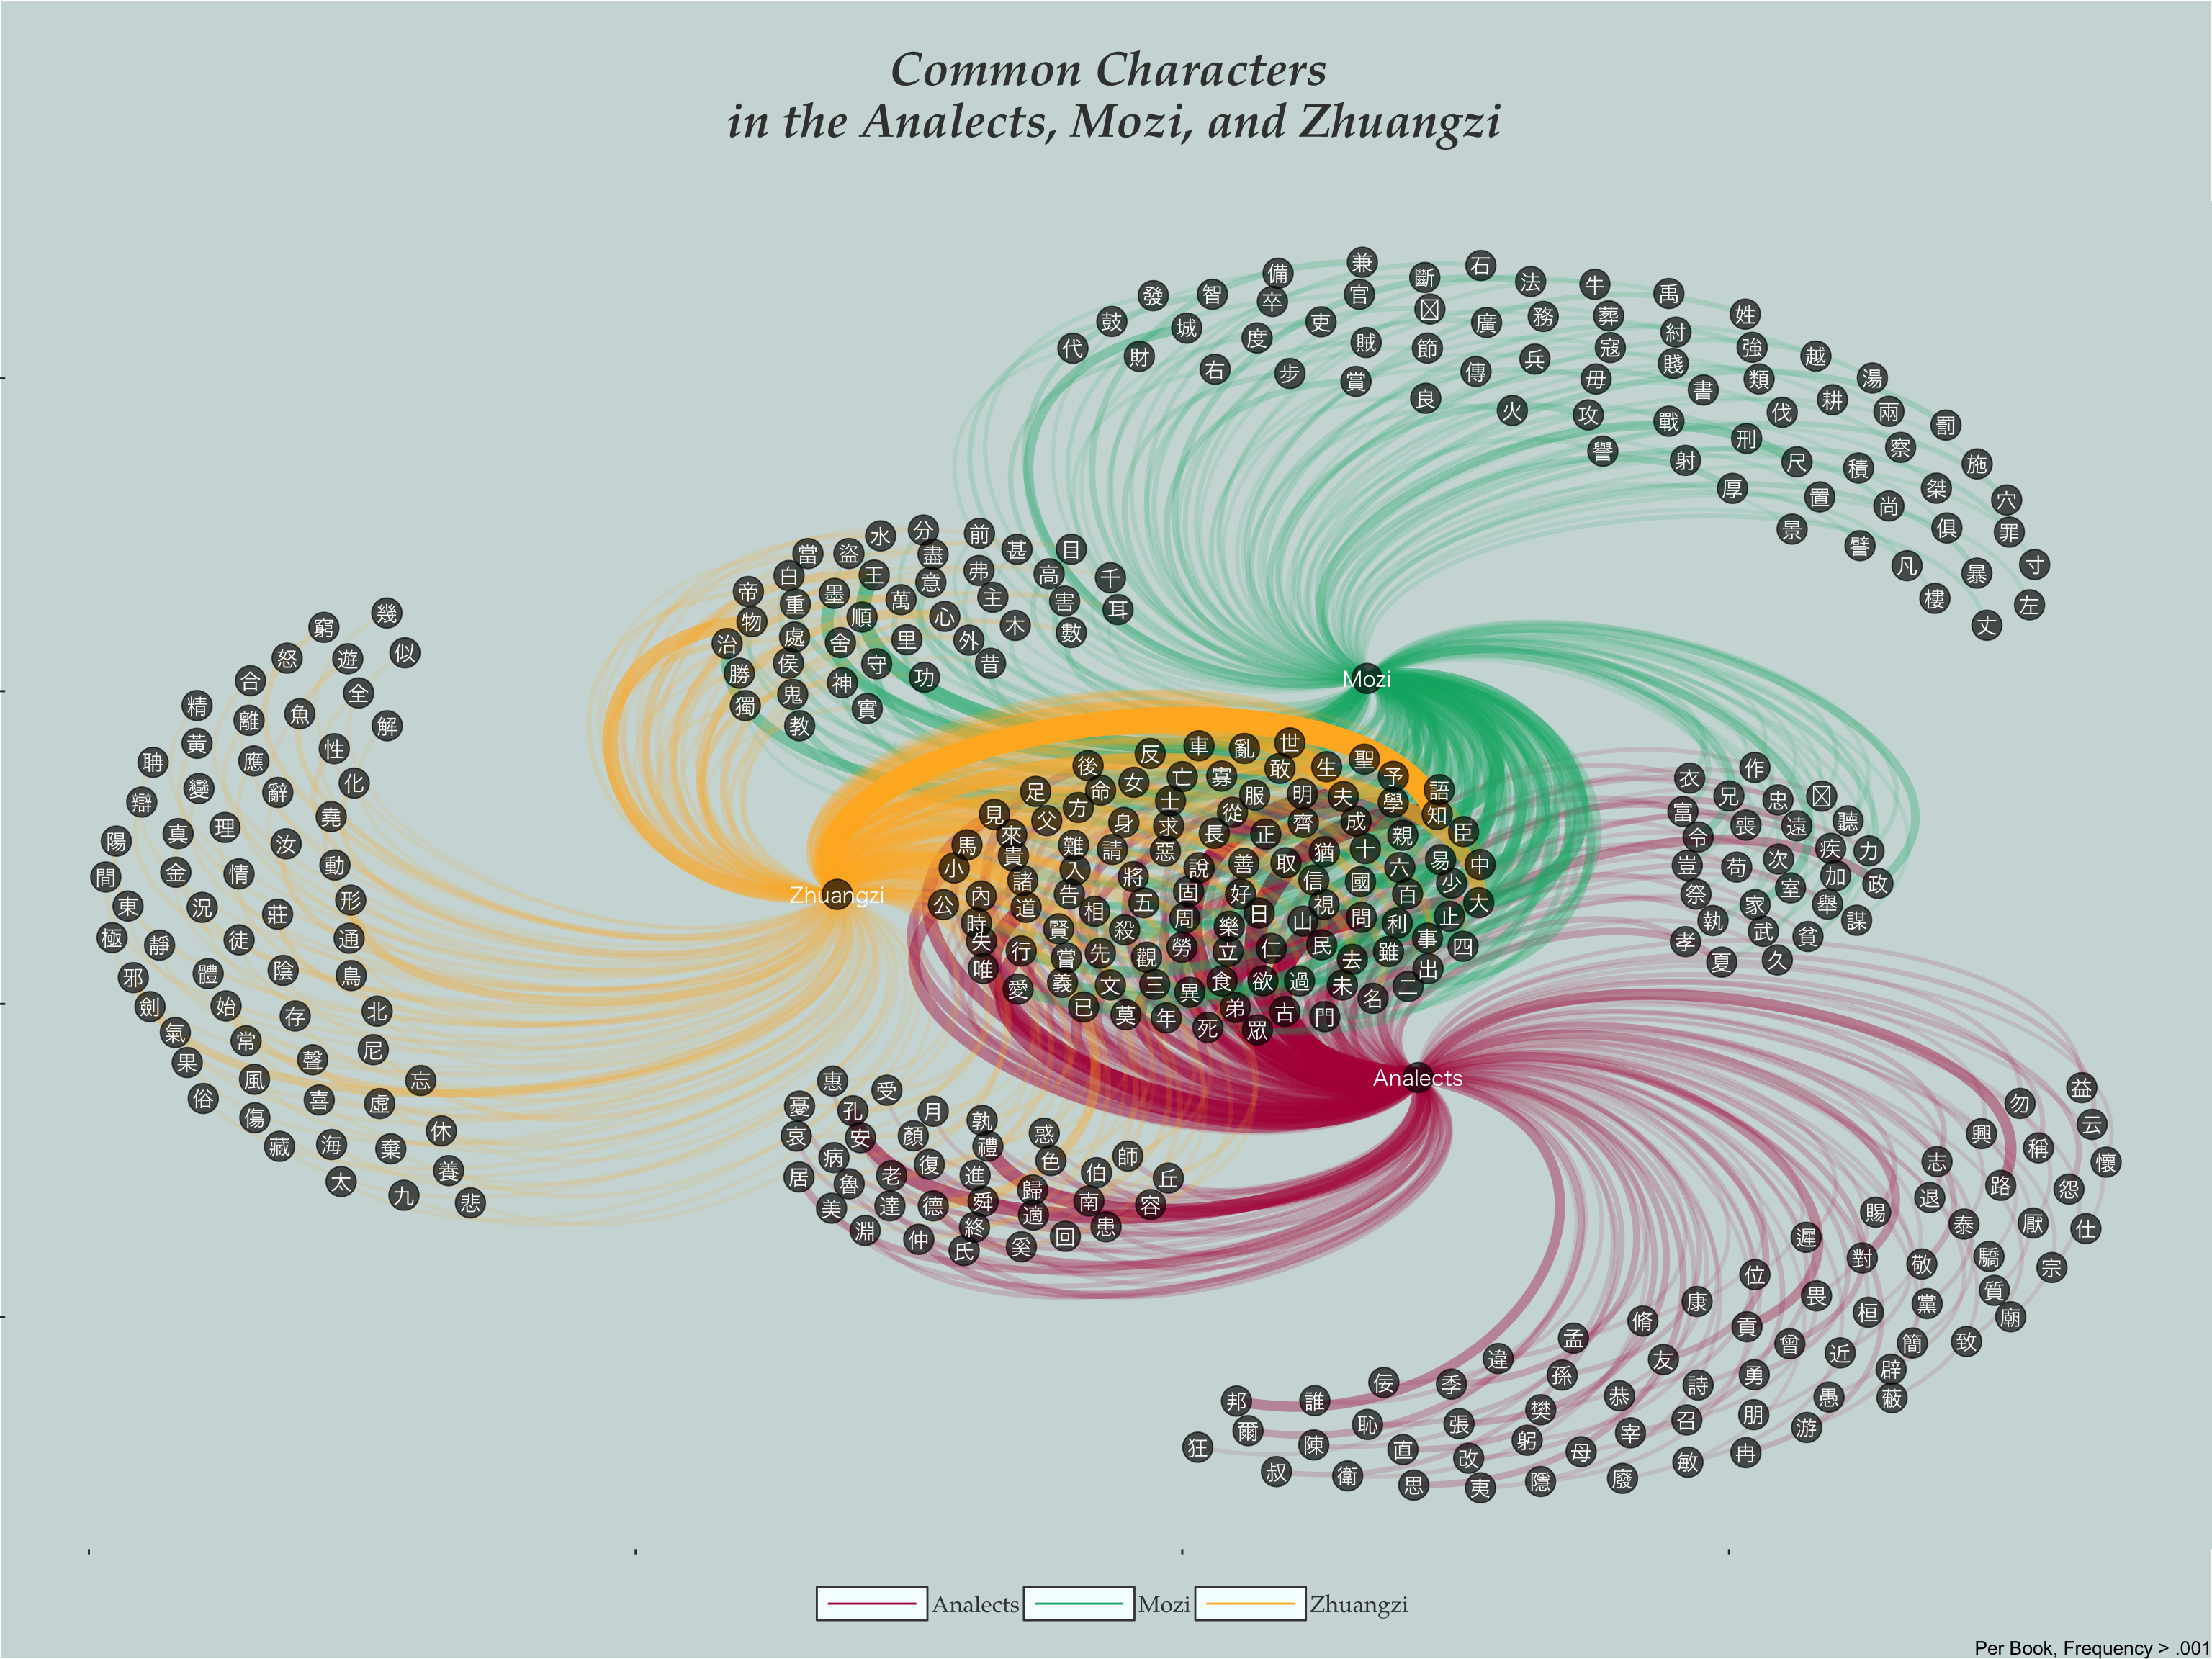 Common Characters
in the Analects, Mozi, and Zhuangzi
兼
石
備
斷
法
牛
禹
發
智
卒
官
姓
鼓
城
度
吏
廣
務
葬
紂
代
財
右
步
賊
節
傳
兵
寇
賤
強
越
湯
賞
良
火
毋
書
類
耕
兩
罰
攻
戰
伐
刑
察
譽
射
尺
積
施
厚
置
尚
桀
穴
景
譬
俱
罪
凡
暴
寸
樓
左
丈
水
分
前
當
盜
盡
甚
目
白
王
意
弗
高
千
帝
重
墨
萬
主
害
耳
物
順
心
木
數
治
處
舍
里
外
勝
侯
守
功
昔
獨
鬼
神
教
實
Mozi
幾
窮
怒
遊
似
合
全
精
離
魚
解
黃
性
聃
應
變
辭
化
辯
堯
陽
真
理
汝
動
間
金
情
形
東
況
莊
極
靜
徒
通
邪
體
陰
鳥
劍
始
存
北
氣
常
聲
尼
果
風
忘
俗
傷
喜
虛
藏
海
棄
休
太
九
養
悲
Zhuangzi
後
反
車
亂
世
聖
足
命
女
亡
寡
敢
生
予
語
見
父
方
士
從
服
明
夫
學
知
馬
來
身
求
長
正
齊
成
親
臣
小
貴
難
請
惡
說
善
取
猶
十
易
中
公
內
諸
人
將
固
好
信
國
六
少
時
道
告
相
五
周
日
視
百
大
失
行
賢
殺
樂
山
問
利
止
唯
嘗
先
觀
勞
立
仁
民
雖
事
四
愛
義
文
三
異
食
欲
過
去
未
名
二
出
已
莫
年
死
弟
眾
古
門
衣
作
富
兄
忠
聽
令
喪
遠
豈
苟
次
疾
力
祭
室
加
政
執
家
舉
謀
孝
武
貧
夏
久
Analects
惠
受
憂
孔
月
孰
哀
安
顏
禮
惑
居
病
復
色
師
魯
老
進
伯
丘
美
達
德
舜
歸
南
容
淵
仲
終
適
患
氏
奚
回
益
勿
云
興
稱
懷
志
路
怨
退
賜
泰
厭
仕
遲
對
敬
驕
宗
位
畏
桓
黨
質
康
廟
脩
貢
曾
近
簡
致
孟
友
違
孫
勇
辟
佞
季
恭
詩
愚
蔽
邦
誰
樊
召
朋
游
爾
恥
張
宰
狂
陳
直
改
躬
母
敏
冉
叔
衛
思
夷
隱
廢
Analects
Mozi
Zhuangzi
Per Book, Frequency > .001